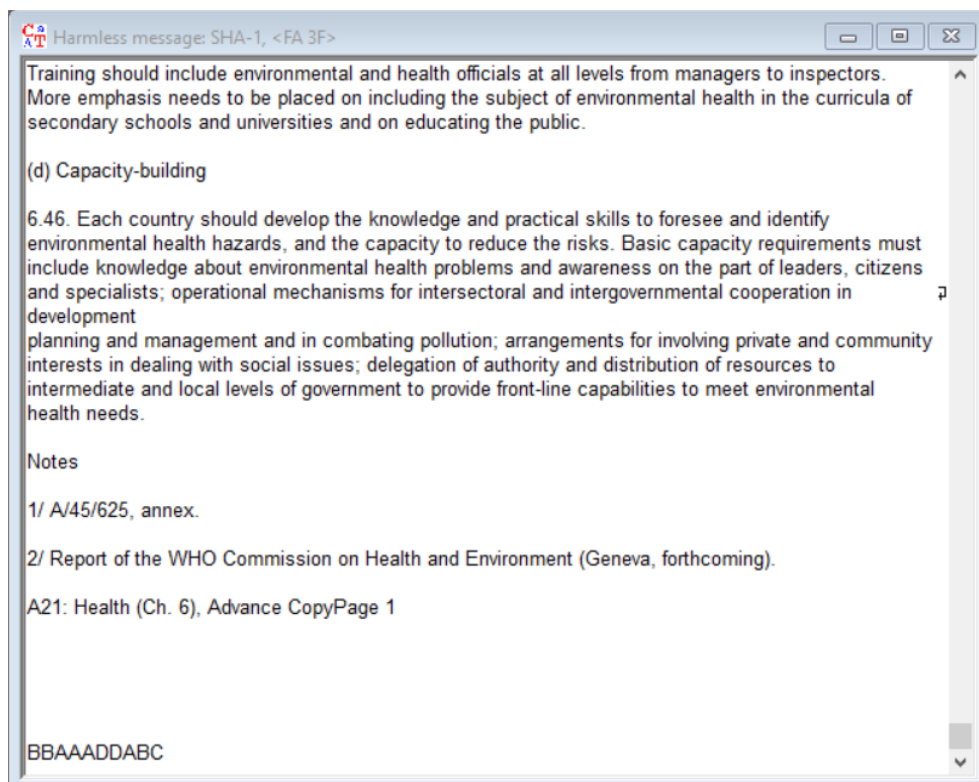 Harmless message: SHA-1, <FA 3F>
Training should include environmental and health officials at all levels from managers to inspectors.
More emphasis needs to be placed on including the subject of environmental health in the curricula of
secondary schools and universities and on educating the public.
(d) Capacity-building
6.46. Each country should develop the knowledge and practical skills to foresee and identify
environmental health hazards, and the capacity to reduce the risks. Basic capacity requirements must
include knowledge about environmental health problems and awareness on the part of leaders, citizens
and specialists; operational mechanisms for intersectoral and intergovernmental cooperation in
development
planning and management and in combating pollution; arrangements for involving private and community
interests in dealing with social issues; delegation of authority and distribution of resources to
intermediate and local levels of government to provide front-line capabilities to meet environmental
health needs.
Notes
1/ A/45/625, annex.
2/ Report of the WHO Commission on Health and Environment (Geneva, forthcoming).
A21: Health (Ch. 6), Advance CopyPage 1
BBAAADDABC